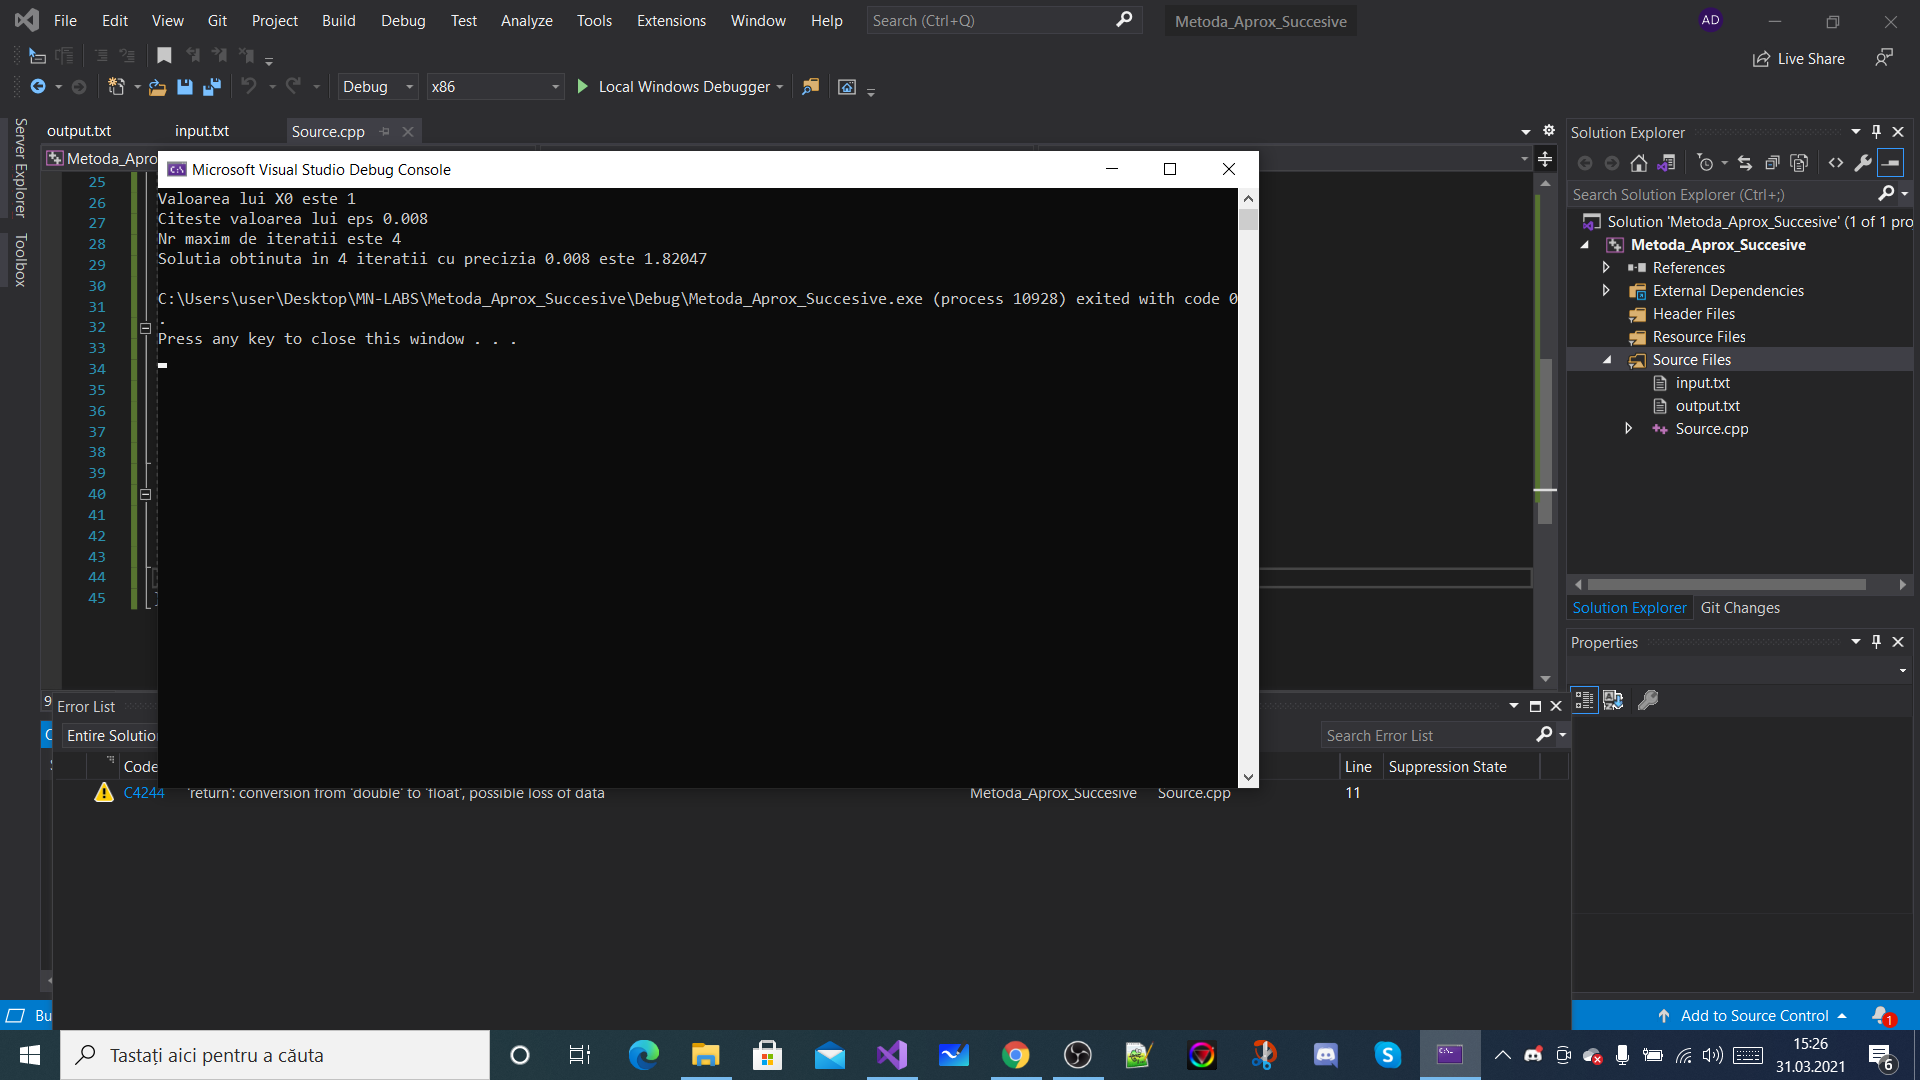 File Edit View Git Project Build Debug Test Analyze Tools Extensions Window Help Search (Ctrl+Q) Metoda_Aprox_Succesive AD
Live Share
Debug x86 Local Windows Debugger
Server Explorer
Toolbox
output.txt input.txt Source.cpp
Metoda_Apro
25
26
27
28
29
30
31
32
33
34
35
36
37
38
39
40
41
42
43
44
45
Microsoft Visual Studio Debug Console
Valoarea lui X0 este 1
Citeste valoarea lui eps 0.008
Nr maxim de iteratii este 4
Solutia obtinuta in 4 iteratii cu precizia 0.008 este 1.82047
C:\Users\user\Desktop\MN-LABS\Metoda_Aprox_Succesive\Debug\Metoda_Aprox_Succesive.exe (process 10928) exited with code 0
.
Press any key to close this window . . .
Solution Explorer
Search Solution Explorer (Ctrl+;)
Solution 'Metoda_Aprox_Succesive' (1 of 1 pro
Metoda_Aprox_Succesive
References
External Dependencies
Header Files
Resource Files
Source Files
input.txt
output.txt
Source.cpp
Solution Explorer Git Changes
Properties
Error List
Entire Solutio
Search Error List
Code Line Suppression State
C4244 'return': conversion from 'double' to 'float', possible loss of data Metoda_Aprox_Succesive Source.cpp 11
Bu
Add to Source Control 1
Tastați aici pentru a căuta
15:26
31.03.2021
6